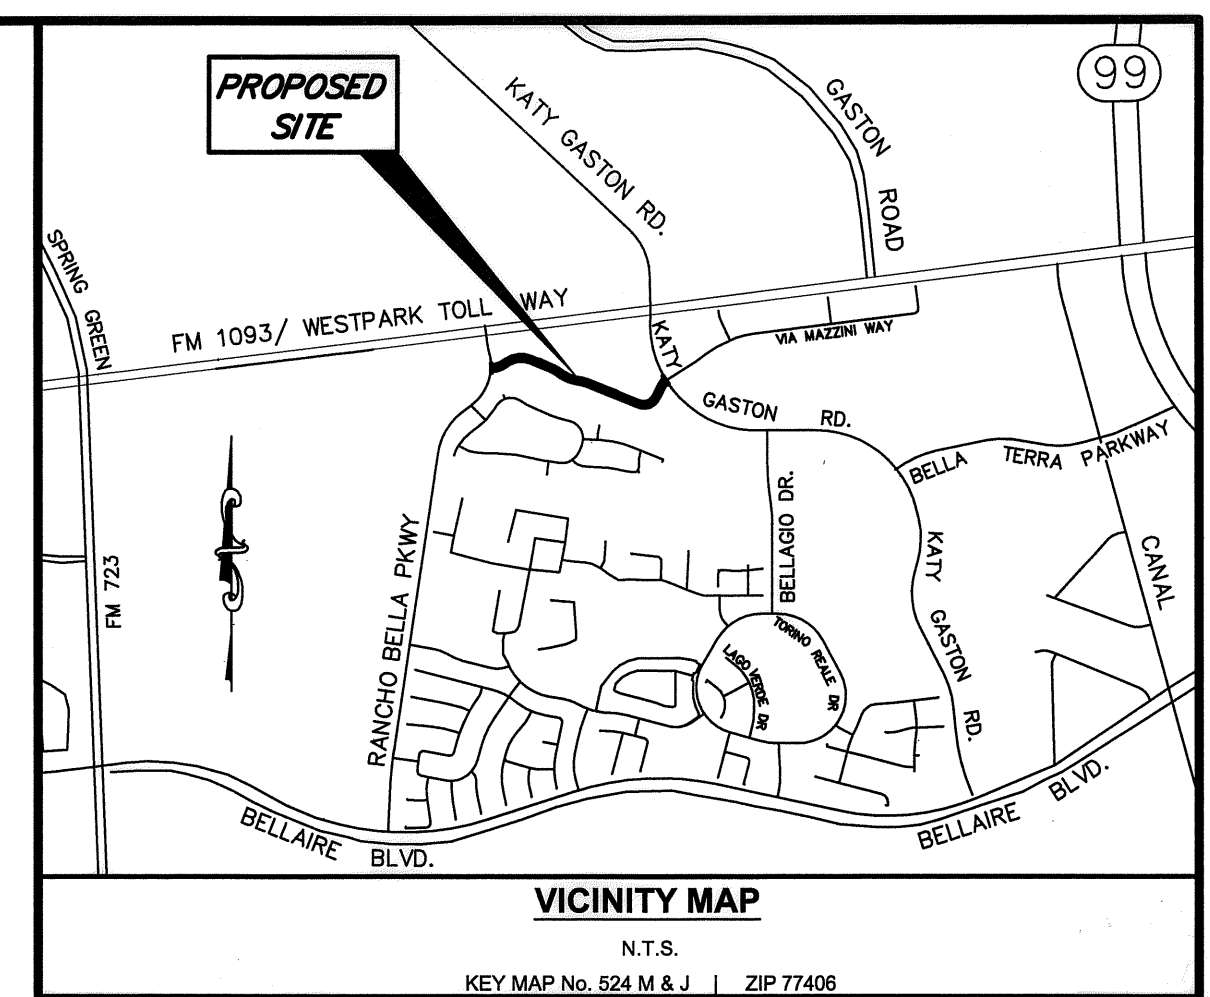 PROPOSED
SITE
99
KATY GASTON RD.
GASTON
ROAD
SPRING GREEN
FM 1093/ WESTPARK TOLL WAY
KATY
GASTON RD.
VIA MAZZINI WAY
BELLA TERRA PARKWAY
BELLAGIO DR.
KATY GASTON RD.
CANAL
FM 723
RANCHO BELLA PKWY
TORINO REALE DR
LAGO VERDE DR
BELLAIRE BLVD.
BELLAIRE BLVD.
VICINITY MAP
N.T.S.
KEY MAP No. 524 M & J | ZIP 77406